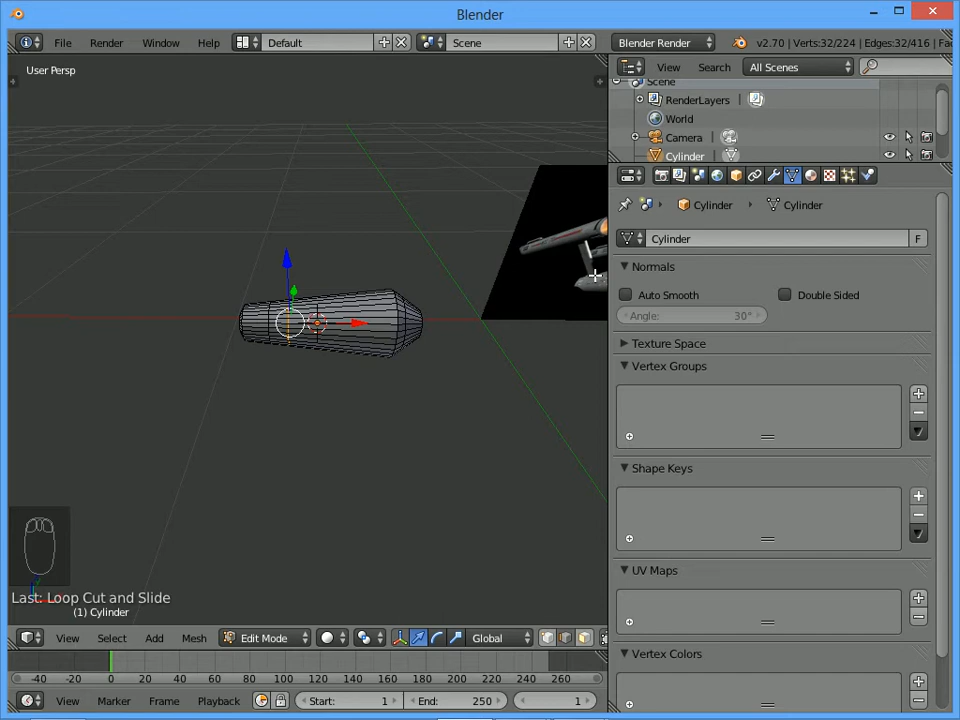 Blender
File Render Window Help Default Scene Blender Render v2.70 | Verts:32/224 | Edges:32/416 | Fa
User Persp
View Search All Scenes
Scene
RenderLayers
World
Camera
Cylinder
Cylinder Cylinder
Cylinder F
Normals
Auto Smooth Double Sided
Angle: 30°
Texture Space
Vertex Groups
Shape Keys
UV Maps
Vertex Colors
Last: Loop Cut and Slide
(1) Cylinder
View Select Add Mesh Edit Mode Global
-40 -20 0 20 40 60 80 100 120 140 160 180 200 220 240 260
View Marker Frame Playback Start: 1 End: 250 1